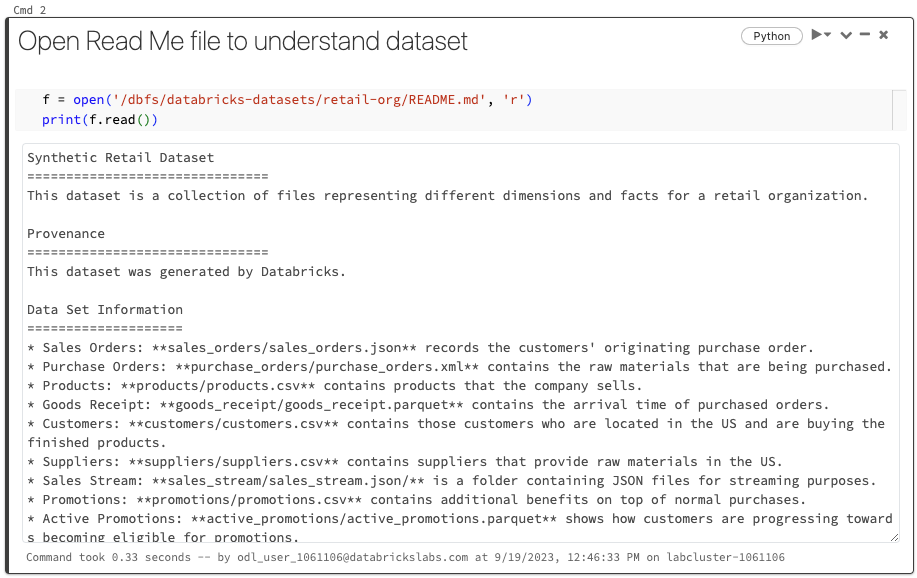 Cmd 2
Open Read Me file to understand dataset
Python
f = open('/dbfs/databricks-datasets/retail-org/README.md', 'r')
print(f.read())
Synthetic Retail Dataset
===============================
This dataset is a collection of files representing different dimensions and facts for a retail organization.
Provenance
===============================
This dataset was generated by Databricks.
Data Set Information
====================
* Sales Orders: **sales_orders/sales_orders.json** records the customers' originating purchase order.
* Purchase Orders: **purchase_orders/purchase_orders.xml** contains the raw materials that are being purchased.
* Products: **products/products.csv** contains products that the company sells.
* Goods Receipt: **goods_receipt/goods_receipt.parquet** contains the arrival time of purchased orders.
* Customers: **customers/customers.csv** contains those customers who are located in the US and are buying the
finished products.
* Suppliers: **suppliers/suppliers.csv** contains suppliers that provide raw materials in the US.
* Sales Stream: **sales_stream/sales_stream.json/** is a folder containing JSON files for streaming purposes.
* Promotions: **promotions/promotions.csv** contains additional benefits on top of normal purchases.
* Active Promotions: **active_promotions/active_promotions.parquet** shows how customers are progressing toward
s becoming eligible for promotions.
Command took 0.33 seconds -- by odl_user_1061106@databrickslabs.com at 9/19/2023, 12:46:33 PM on labcluster-1061106